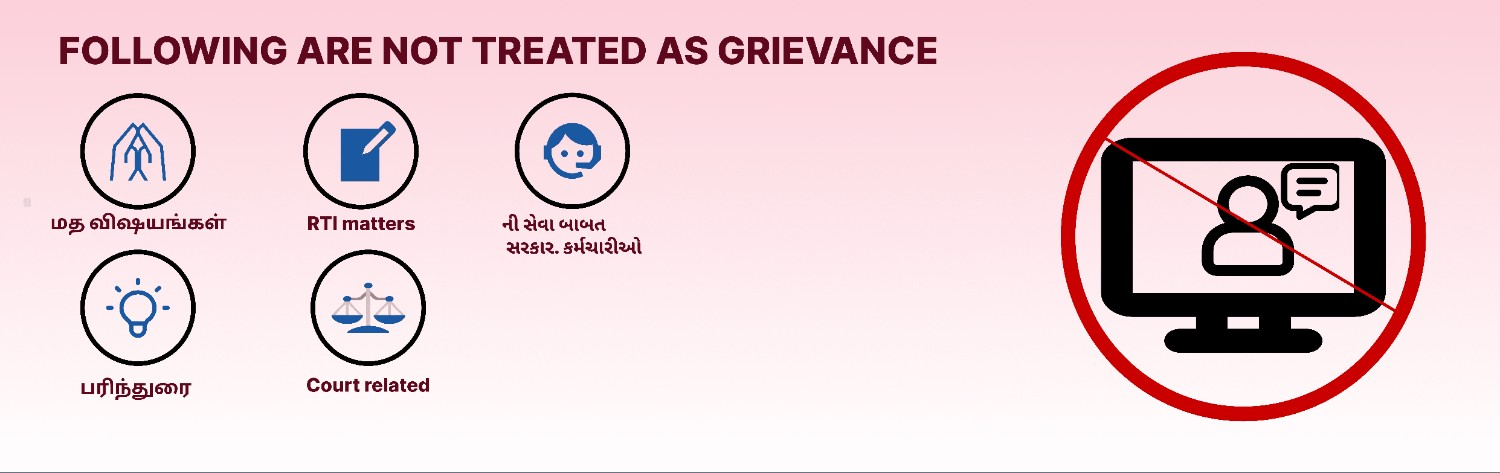 FOLLOWING ARE NOT TREATED AS GRIEVANCE
மத விஷயங்கள்
RTI matters
ની સેવા બાબત
સરકાર. કર્મચારીઓ
பரிந்துரை
Court related